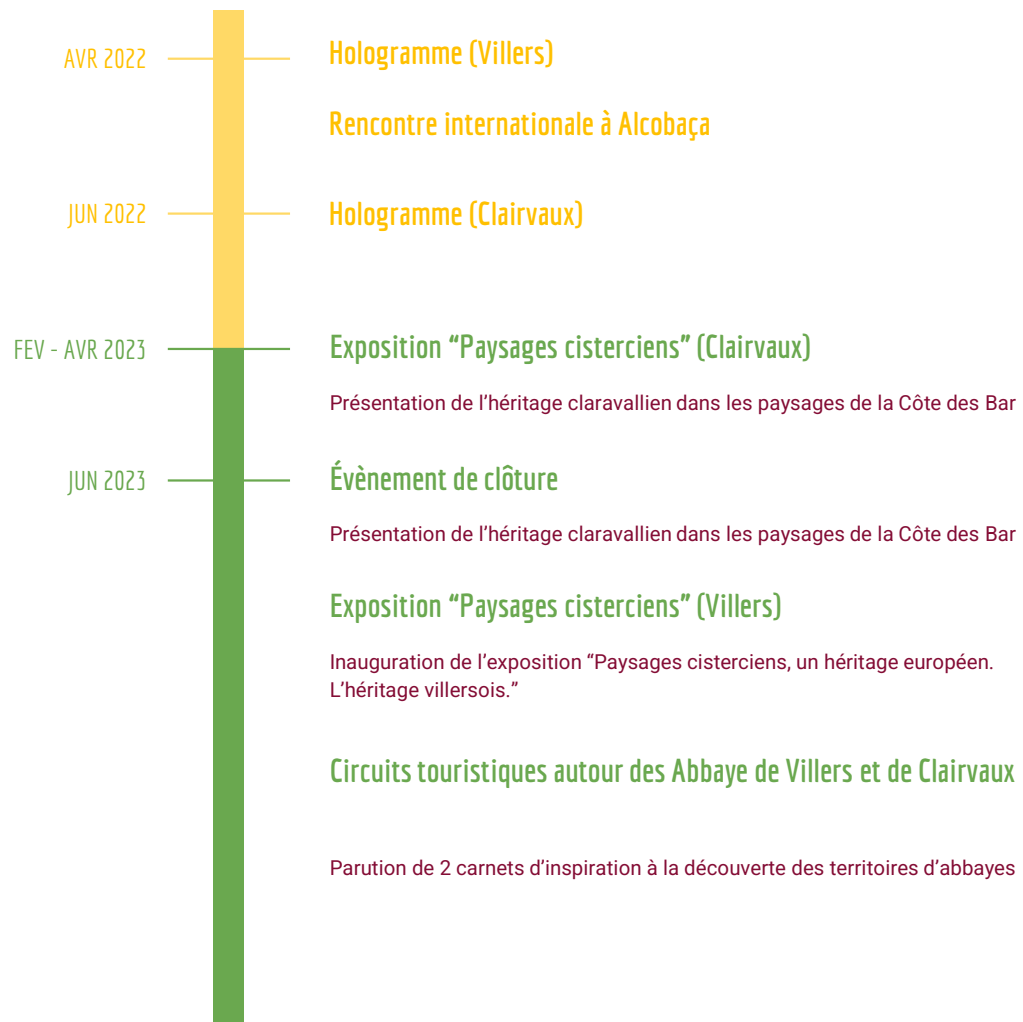 AVR 2022
Hologramme (Villers)
Rencontre internationale à Alcobaça
JUN 2022
Hologramme (Clairvaux)
FEV - AVR 2023
Exposition “Paysages cisterciens” (Clairvaux)
Présentation de l’héritage claravallien dans les paysages de la Côte des Bar
JUN 2023
Évènement de clôture
Présentation de l’héritage claravallien dans les paysages de la Côte des Bar
Exposition “Paysages cisterciens” (Villers)
Inauguration de l’exposition “Paysages cisterciens, un héritage européen.
L’héritage villersois.”
Circuits touristiques autour des Abbaye de Villers et de Clairvaux
Parution de 2 carnets d’inspiration à la découverte des territoires d’abbayes